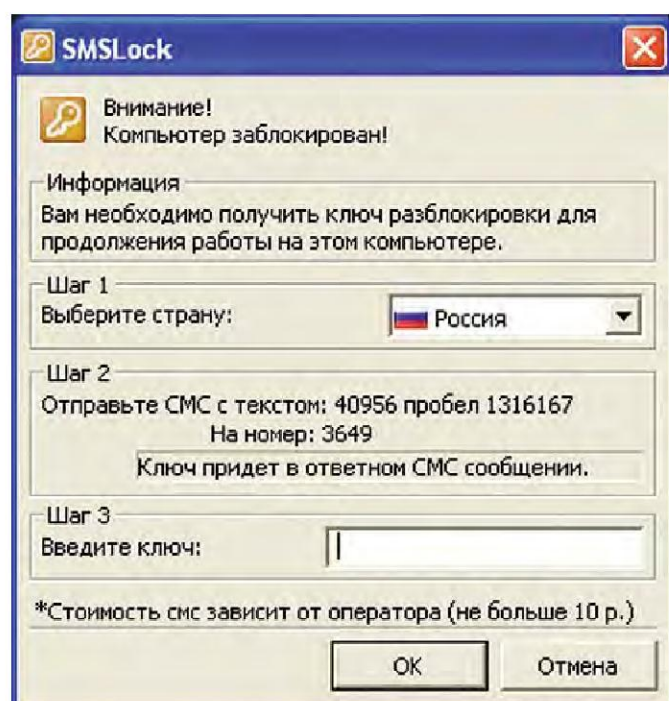 SMSLock
Внимание!
Компьютер заблокирован!
Информация
Вам необходимо получить ключ разблокировки для
продолжения работы на этом компьютере.
Шаг 1
Выберите страну:
Россия
Шаг 2
Отправьте СМС с текстом: 40956 пробел 1316167
На номер: 3649
Ключ придет в ответном СМС сообщении.
Шаг 3
Введите ключ:
*Стоимость смс зависит от оператора (не больше 10 р.)
ОК
Отмена